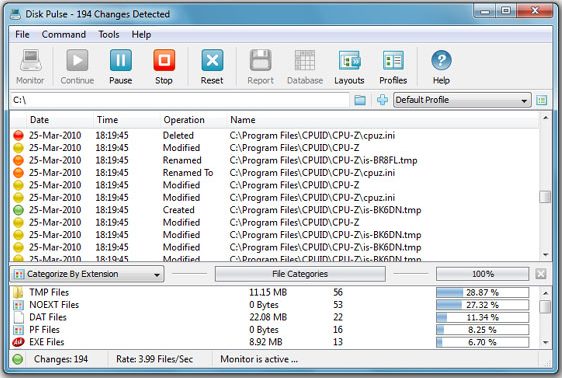 Disk Pulse - 194 Changes Detected
File Command Tools Help
Monitor Continue Pause Stop Reset Report Database Layouts Profiles Help
C:\ Default Profile
Date Time Operation Name
25-Mar-2010 18:19:45 Deleted C:\Program Files\CPUID\CPU-Z\cpuz.ini
25-Mar-2010 18:19:45 Modified C:\Program Files\CPUID\CPU-Z
25-Mar-2010 18:19:45 Renamed C:\Program Files\CPUID\CPU-Z\is-BR8FL.tmp
25-Mar-2010 18:19:45 Renamed To C:\Program Files\CPUID\CPU-Z\cpuz.ini
25-Mar-2010 18:19:45 Modified C:\Program Files\CPUID\CPU-Z
25-Mar-2010 18:19:45 Modified C:\Program Files\CPUID\CPU-Z\cpuz.ini
25-Mar-2010 18:19:45 Created C:\Program Files\CPUID\CPU-Z\is-BK6DN.tmp
25-Mar-2010 18:19:45 Modified C:\Program Files\CPUID\CPU-Z
25-Mar-2010 18:19:45 Modified C:\Program Files\CPUID\CPU-Z\is-BK6DN.tmp
25-Mar-2010 18:19:45 Modified C:\Program Files\CPUID\CPU-Z
25-Mar-2010 18:19:45 Modified C:\Program Files\CPUID\CPU-Z\is-BK6DN.tmp
Categorize By Extension File Categories 100%
TMP Files 11.15 MB 56 28.87 %
NOEXT Files 0 Bytes 53 27.32 %
DAT Files 22.08 MB 22 11.34 %
PF Files 0 Bytes 16 8.25 %
EXE Files 8.92 MB 13 6.70 %
Changes: 194 Rate: 3.99 Files/Sec Monitor is active ...